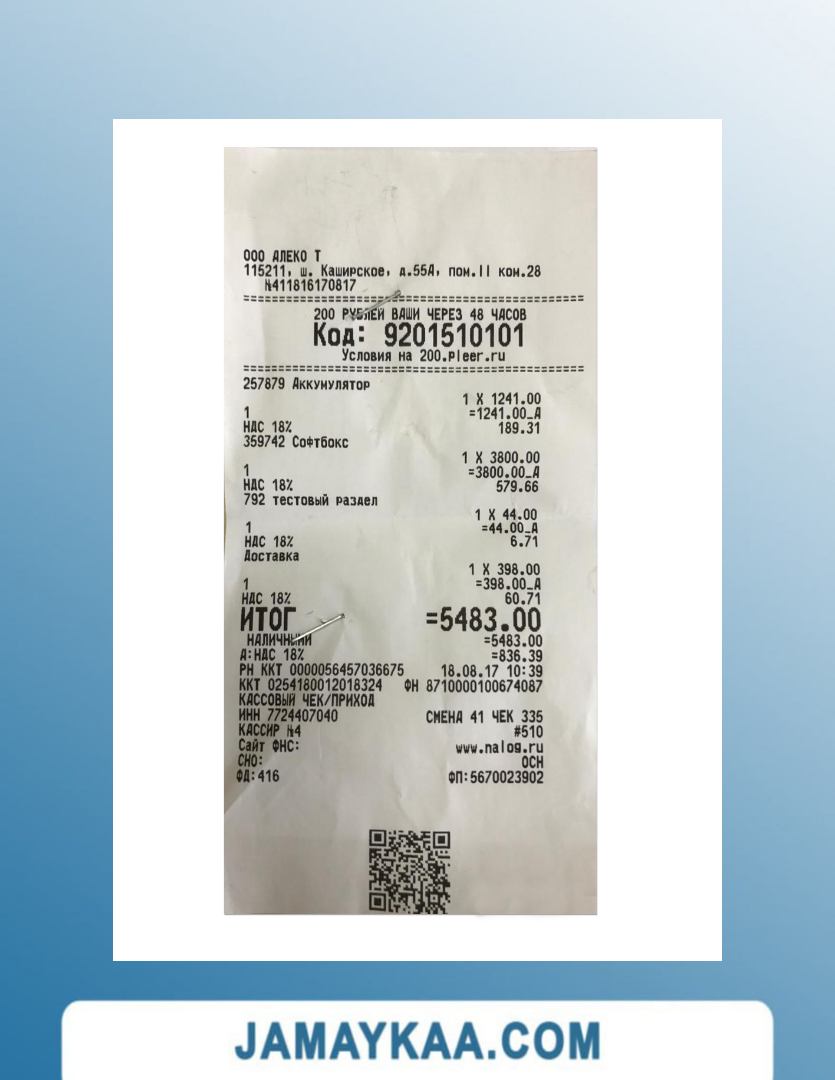 ООО АЛЕКО Т
115211, ш. Каширское, д.55А, пом.II ком.28
№411816170817
200 РУБЛЕЙ ВАШИ ЧЕРЕЗ 48 ЧАСОВ
Код: 9201510101
Условия на 200.pleer.ru
257879 Аккумулятор
1 X 1241.00
1 =1241.00_А
НДС 18% 189.31
359742 Софтбокс
1 X 3800.00
1 =3800.00_А
НДС 18% 579.66
792 тестовый раздел
1 X 44.00
1 =44.00_А
НДС 18% 6.71
Доставка
1 X 398.00
1 =398.00_А
НДС 18% 60.71
ИТОГ =5483.00
НАЛИЧНЫМИ =5483.00
А:НДС 18% =836.39
РН ККТ 0000056457036675 18.08.17 10:39
ККТ 0254180012018324 ФН 8710000100674087
КАССОВЫЙ ЧЕК/ПРИХОД
ИНН 7724407040 СМЕНА 41 ЧЕК 335
КАССИР №4 #510
Сайт ФНС: www.nalog.ru
СНО: ОСН
ФД:416 ФП:5670023902
JAMAYKAA.COM